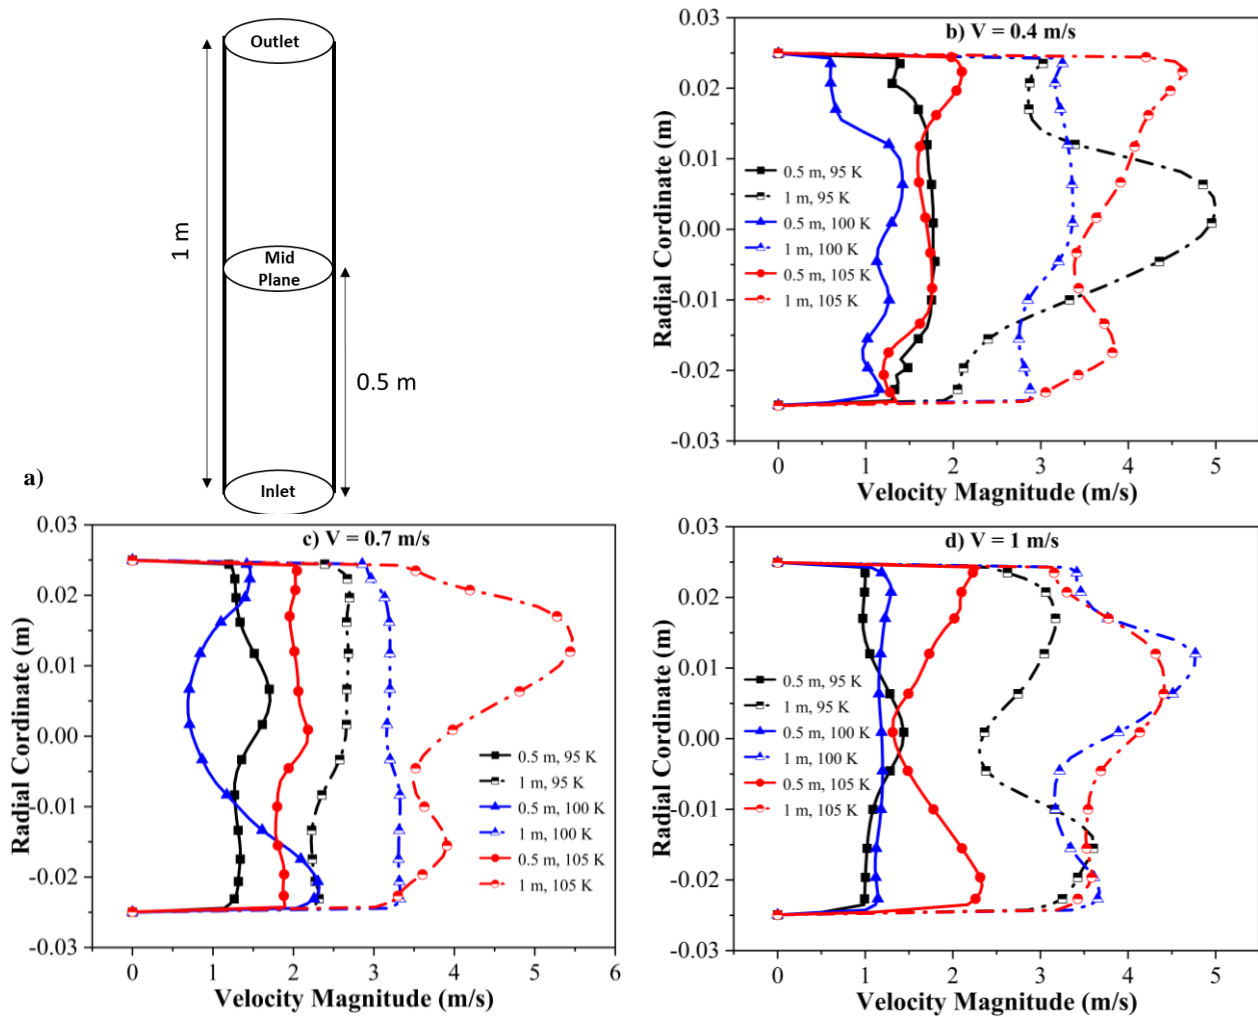 a)
Outlet
1 m
Mid
Plane
0.5 m
Inlet
b) V = 0.4 m/s
Radial Coordinate (m)
0.03
0.02
0.01
0.00
-0.01
-0.02
-0.03
0.5 m, 95 K
1 m, 95 K
0.5 m, 100 K
1 m, 100 K
0.5 m, 105 K
1 m, 105 K
0 1 2 3 4 5
Velocity Magnitude (m/s)
c) V = 0.7 m/s
Radial Coordinate (m)
0.03
0.02
0.01
0.00
-0.01
-0.02
-0.03
0.5 m, 95 K
1 m, 95 K
0.5 m, 100 K
1 m, 100 K
0.5 m, 105 K
1 m, 105 K
0 1 2 3 4 5 6
Velocity Magnitude (m/s)
d) V = 1 m/s
Radial Coordinate (m)
0.03
0.02
0.01
0.00
-0.01
-0.02
-0.03
0.5 m, 95 K
1 m, 95 K
0.5 m, 100 K
1 m, 100 K
0.5 m, 105 K
1 m, 105 K
0 1 2 3 4 5
Velocity Magnitude (m/s)